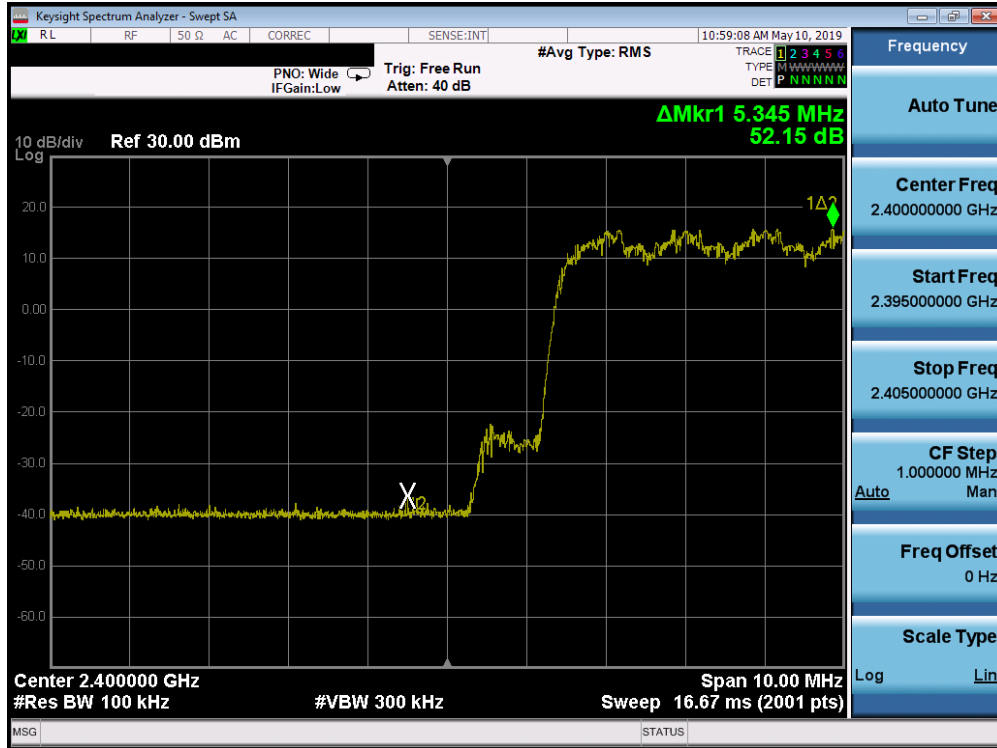 Keysight Spectrum Analyzer - Swept SA
LXI RL RF 50 Ω AC CORREC SENSE:INT 10:59:08 AM May 10, 2019
#Avg Type: RMS TRACE 1 2 3 4 5 6
PNO: Wide Trig: Free Run TYPE M WWWWW
IFGain:Low Atten: 40 dB DET P N N N N N
ΔMkr1 5.345 MHz
52.15 dB
10 dB/div Ref 30.00 dBm
Log
20.0
1Δ2
10.0
0.00
-10.0
-20.0
-30.0
-40.0
-50.0
-60.0
Center 2.400000 GHz Span 10.00 MHz
#Res BW 100 kHz #VBW 300 kHz Sweep 16.67 ms (2001 pts)
MSG STATUS
Frequency
Auto Tune
Center Freq
2.400000000 GHz
Start Freq
2.395000000 GHz
Stop Freq
2.405000000 GHz
CF Step
1.000000 MHz
Auto Man
Freq Offset
0 Hz
Scale Type
Log Lin